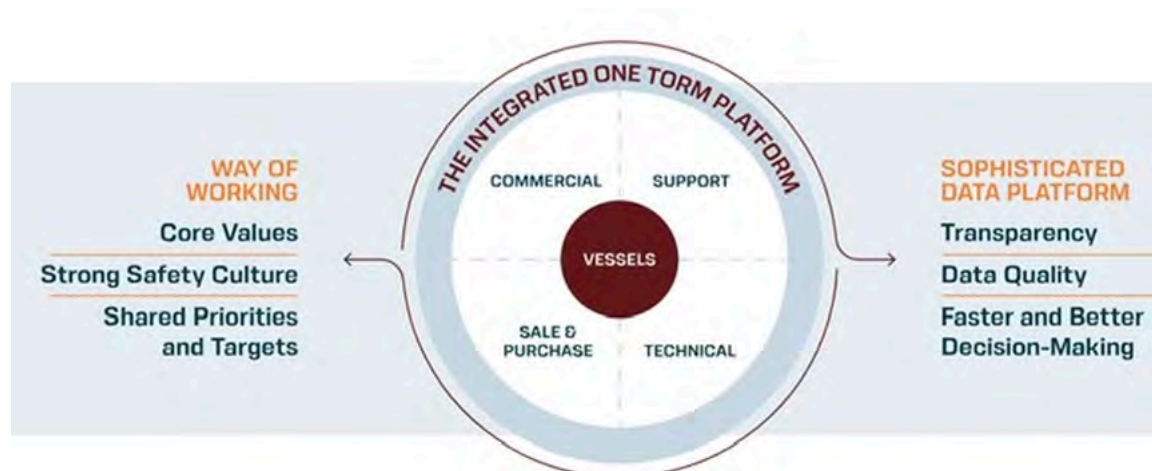 THE INTEGRATED ONE TORM PLATFORM
WAY OF
WORKING
Core Values
Strong Safety Culture
Shared Priorities
and Targets
COMMERCIAL
SUPPORT
VESSELS
SALE &
PURCHASE
TECHNICAL
SOPHISTICATED
DATA PLATFORM
Transparency
Data Quality
Faster and Better
Decision-Making